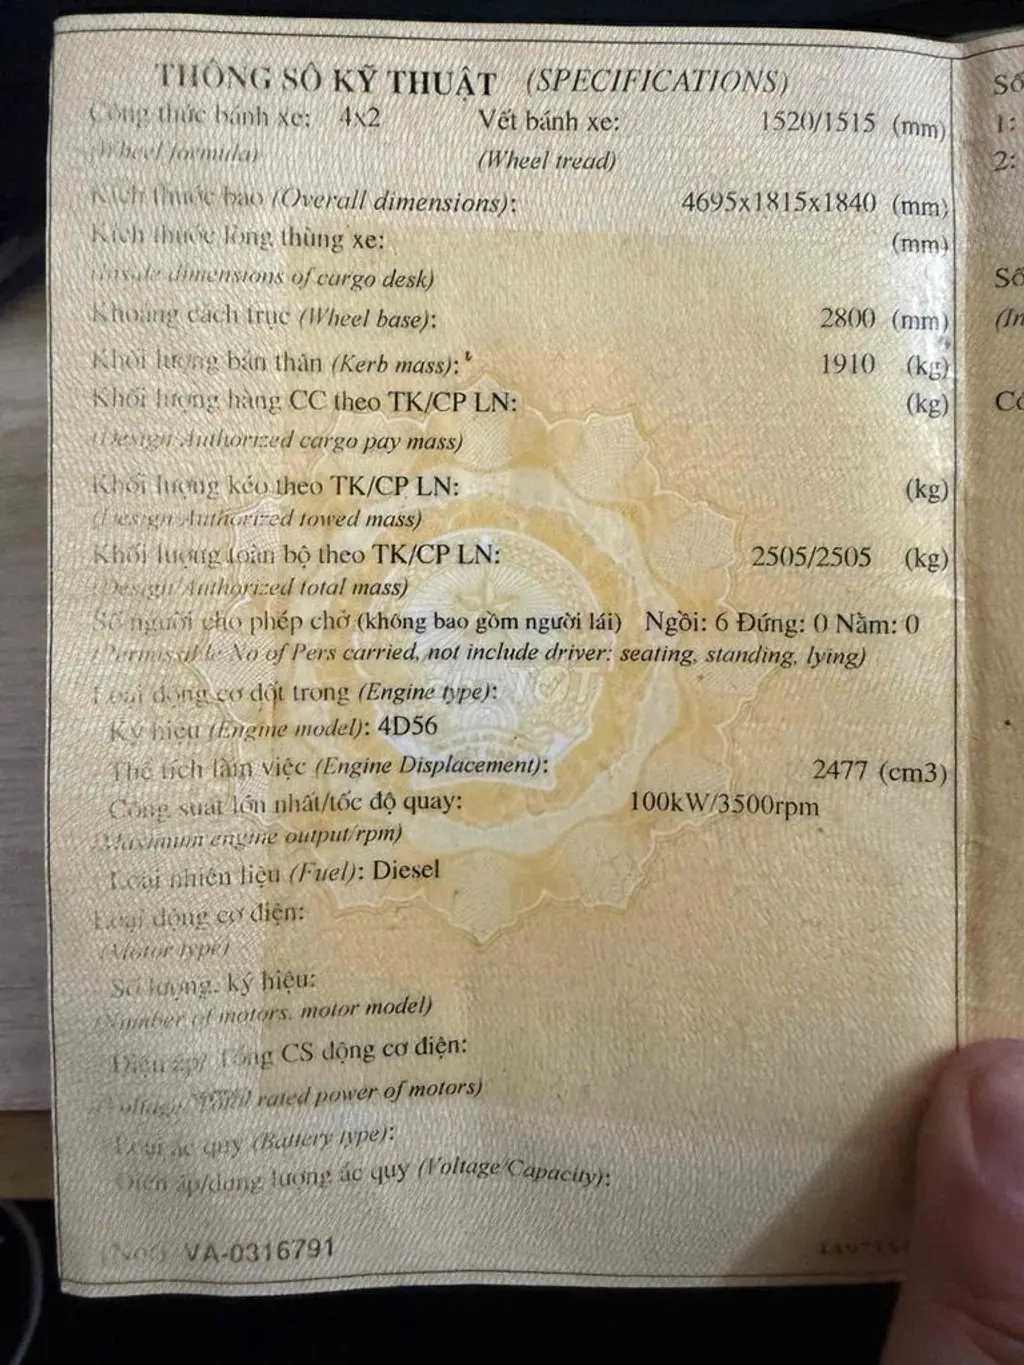 THÔNG SỐ KỸ THUẬT (SPECIFICATIONS)
Công thức bánh xe: 4x2 Vết bánh xe: 1520/1515 (mm)
(Wheel formula) (Wheel tread)
Kích thước bao (Overall dimensions): 4695x1815x1840 (mm)
Kích thước lòng thùng xe: (mm)
(Inside dimensions of cargo desk)
Khoảng cách trục (Wheel base): 2800 (mm)
Khối lượng bản thân (Kerb mass): 1910 (kg)
Khối lượng hàng CC theo TK/CP LN: (kg)
(Design/Authorized cargo pay mass)
Khối lượng kéo theo TK/CP LN: (kg)
(Design/Authorized towed mass)
Khối lượng toàn bộ theo TK/CP LN: 2505/2505 (kg)
(Design/Authorized total mass)
Số người cho phép chở (không bao gồm người lái) Ngồi: 6 Đứng: 0 Nằm: 0
(Permissible No of Pers carried, not include driver: seating, standing, lying)
Loại động cơ đốt trong (Engine type):
Ký hiệu (Engine model): 4D56
Thể tích làm việc (Engine Displacement): 2477 (cm3)
Công suất lớn nhất/tốc độ quay: 100kW/3500rpm
(Maximum engine output/rpm)
Loại nhiên liệu (Fuel): Diesel
Loại động cơ điện:
(Motor type)
Số lượng, ký hiệu:
(Number of motors, motor model)
Điện áp/ Tổng CS động cơ điện:
(Voltage/Total rated power of motors)
Loại ắc quy (Battery type):
Điện áp/dung lượng ắc quy (Voltage/Capacity):
(No:) VA-0316791
Số
1:
2:
Số
(In